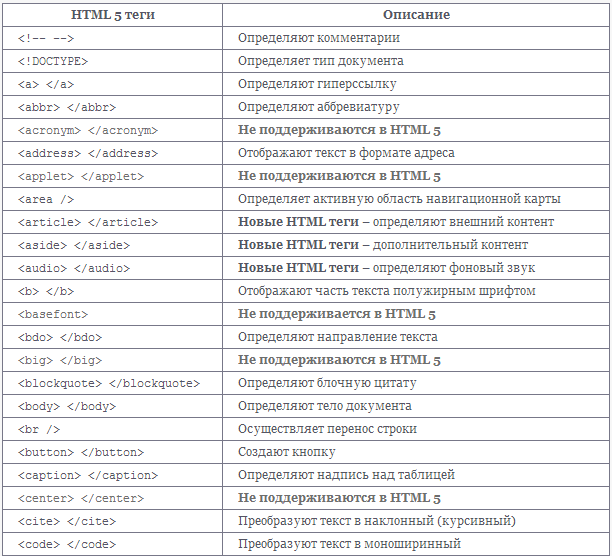 HTML 5 теги Описание
<!-- --> Определяют комментарии
<!DOCTYPE> Определяет тип документа
<a> </a> Определяют гиперссылку
<abbr> </abbr> Определяют аббревиатуру
<acronym> </acronym> Не поддерживаются в HTML 5
<address> </address> Отображают текст в формате адреса
<applet> </applet> Не поддерживаются в HTML 5
<area /> Определяет активную область навигационной карты
<article> </article> Новые HTML теги – определяют внешний контент
<aside> </aside> Новые HTML теги – дополнительный контент
<audio> </audio> Новые HTML теги – определяют фоновый звук
<b> </b> Отображают часть текста полужирным шрифтом
<basefont> Не поддерживается в HTML 5
<bdo> </bdo> Определяют направление текста
<big> </big> Не поддерживаются в HTML 5
<blockquote> </blockquote> Определяют блочную цитату
<body> </body> Определяют тело документа
<br /> Осуществляет перенос строки
<button> </button> Создают кнопку
<caption> </caption> Определяют надпись над таблицей
<center> </center> Не поддерживаются в HTML 5
<cite> </cite> Преобразуют текст в наклонный (курсивный)
<code> </code> Преобразуют текст в моноширинный